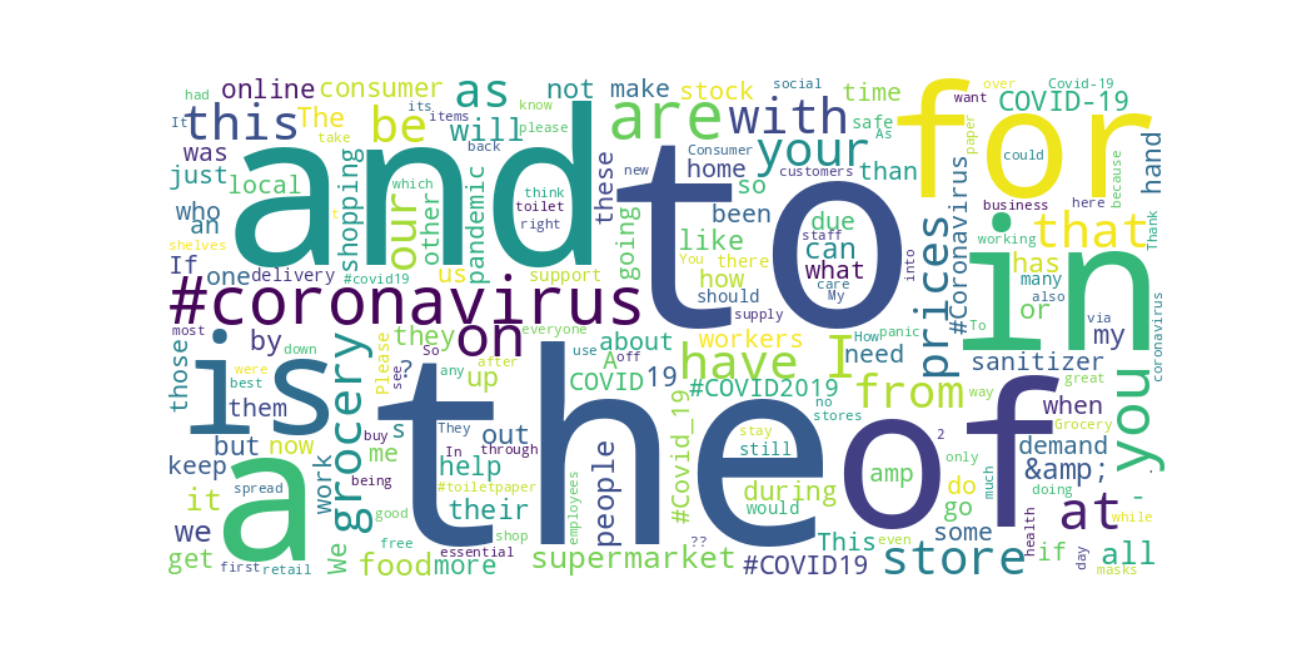 had
online
consumer
as
not
make
stock
social
time
over
Covid-19
want
COVID-19
It
this
The
take
its
items
be
will
back
know
please
and
are
with
your
safe
As
for
paper
could
because
hand
was
just
local
shopping
our
which
other
pandemic
think
toilet
right
these
new
to
Consumer
home
customers
than
so
who
an
shelves
t
If
one
delivery
#covid19
us
support
going
been
due
staff
can
what
like
You
there
how
should
care
My
supply
into
prices
#coronavirus
business
here
working
that
Thank
in
has
many
also
or
To
via
my
coronavirus
#coronavirus
most
by
down
those
is
were
best
them
grocery
Please
they
on
everyone
So
see
?
any
after
up
use
about
A
off
COVID
19
workers
have
I
How
panic
need
#COVID2019
from
no
stores
way
sanitizer
great
when
Grocery
you
but
now
s
They
buy
me
In
out
through
the
people
#Covid_19
stay
still
of
2
only
demand
&amp;
amp
keep
it
spread
a
work
being
help
#toiletpaper
their
good
employees
during
would
do
go
much
doing
-
.
at
while
we
get
first
retail
We
free
food
more
essential
shop
supermarket
??
#COVID19
This
even
store
some
health
if
day
all
masks